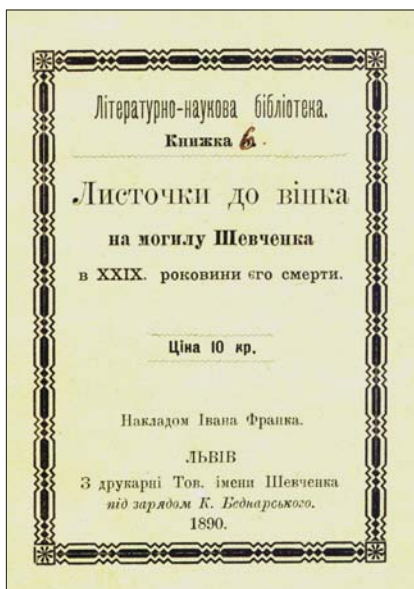 Літературно-наукова бібліотека.
Книжка 6.
Листочки до вінка
на могилу Шевченка
в XXIX. роковини єго смерти.
Ціна 10 кр.
Накладом Івана Франка.
ЛЬВІВ
З друкарні Тов. імени Шевченка
під зарядом К. Беднарського.
1890.